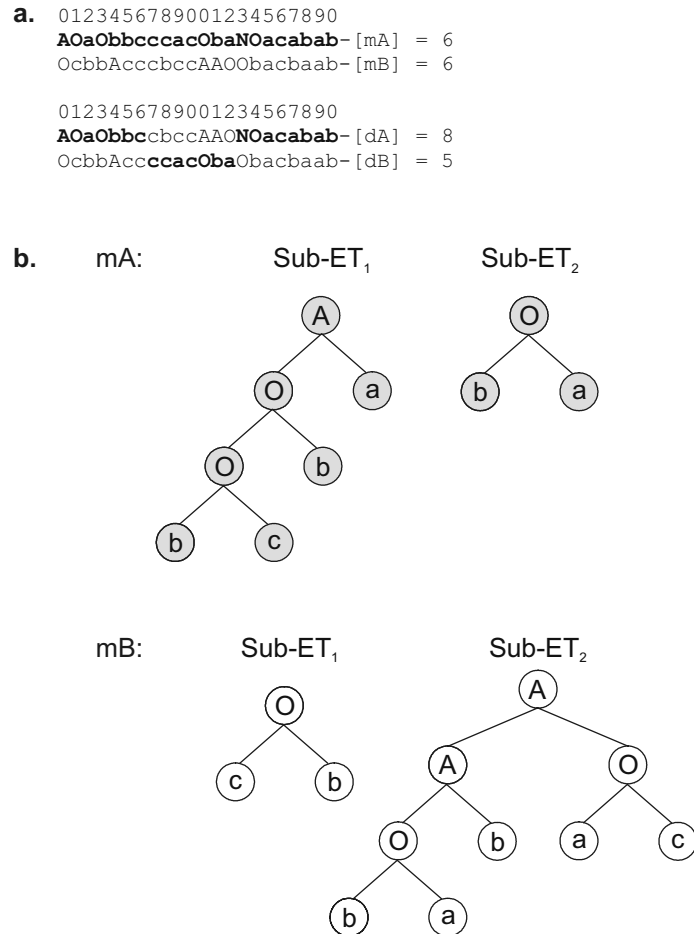 a. 0123456789001234567890
AOaObbcccacObaNOacabab-[mA] = 6
OcbbAcccbccAAOObacbaab-[mB] = 6
0123456789001234567890
AOaObbccbccAAONOacabab-[dA] = 8
OcbbAccccacObaObacbaab-[dB] = 5
b. mA: Sub-ET₁ Sub-ET₂
A O
O a b a
O b
b c
mB: Sub-ET₁ Sub-ET₂
A
O
c b A O
O b a c
b a